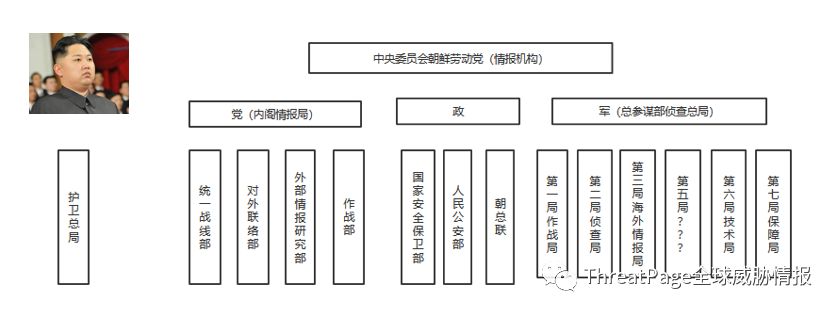 中央委员会朝鲜劳动党（情报机构）
党（内阁情报局）
政
军（总参谋部侦查总局）
护卫总局
统一战线部
对外联络部
外部情报研究部
作战部
国家安全保卫部
人民公安部
朝总联
第一局作战局
第二局侦查局
第三局海外情报局
第五局？？？
第六局技术局
第七局保障局
ThreatPage全球威胁情报